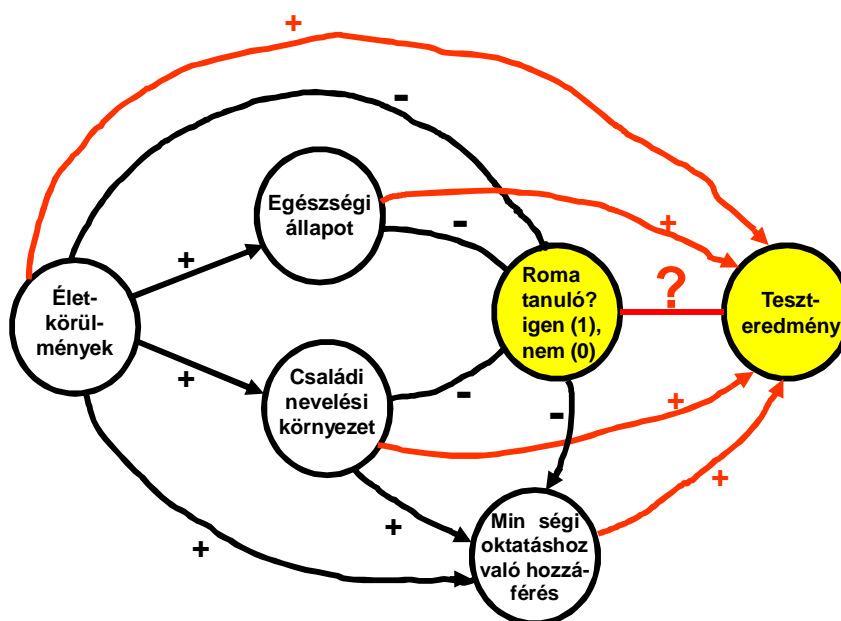 +
-
Egészségi
állapot
+
-
+
Roma
tanuló?
igen (1),
nem (0)
?
Teszt-
eredmény
Élet-
körül-
mények
+
Családi
nevelési
környezet
-
+
-
+
+
+
Min ségi
oktatáshoz
való hozzá-
férés